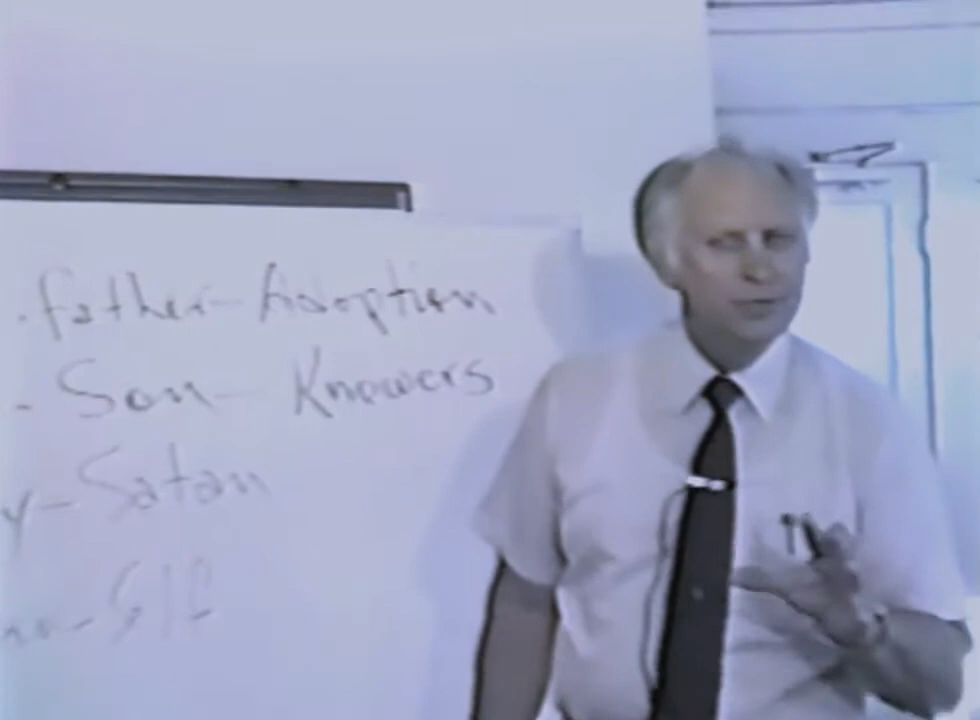 . father - Adoption
- Son - Knowers
y - Satan